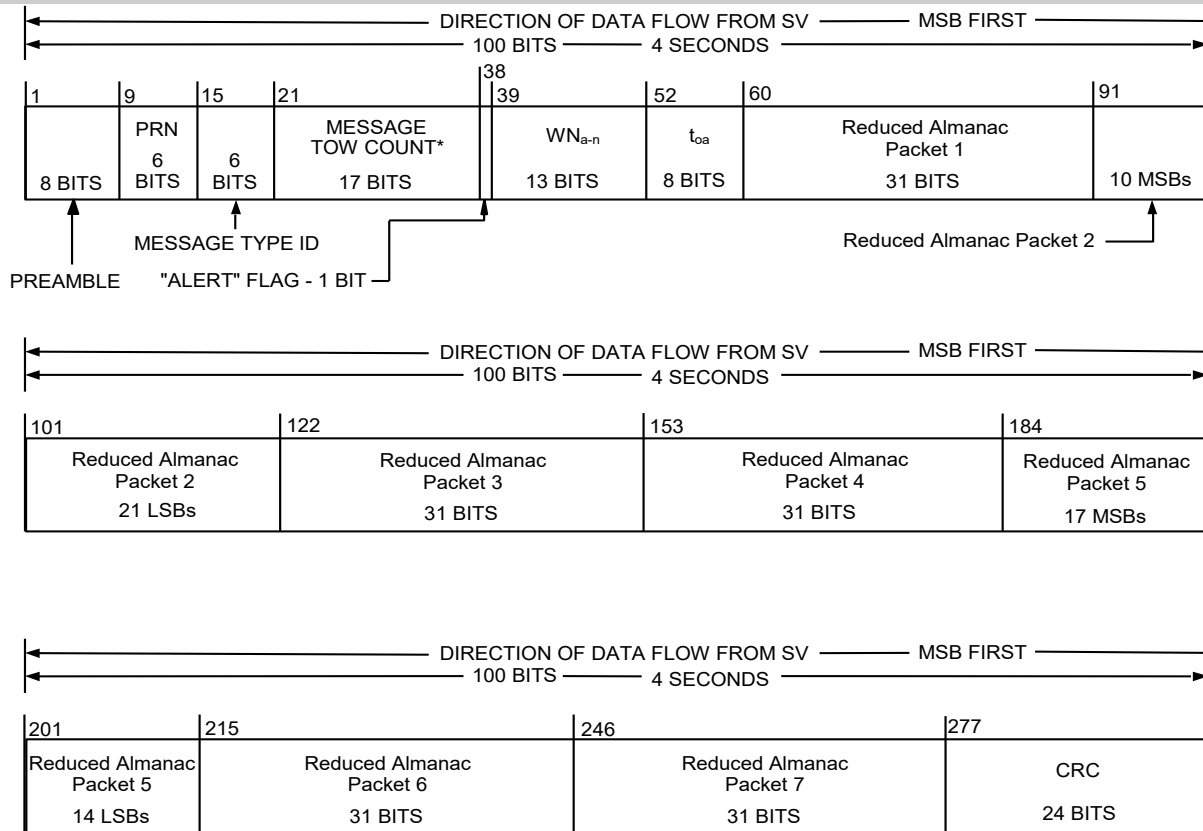 DIRECTION OF DATA FLOW FROM SV MSB FIRST
100 BITS 4 SECONDS
1 9 15 21 38 39 52 60 91
8 BITS
PRN
6
BITS
6
BITS
MESSAGE
TOW COUNT*
17 BITS
WNa-n
13 BITS
toa
8 BITS
Reduced Almanac
Packet 1
31 BITS
10 MSBs
MESSAGE TYPE ID
Reduced Almanac Packet 2
PREAMBLE
"ALERT" FLAG - 1 BIT
DIRECTION OF DATA FLOW FROM SV MSB FIRST
100 BITS 4 SECONDS
101 122 153 184
Reduced Almanac
Packet 2
21 LSBs
Reduced Almanac
Packet 3
31 BITS
Reduced Almanac
Packet 4
31 BITS
Reduced Almanac
Packet 5
17 MSBs
DIRECTION OF DATA FLOW FROM SV MSB FIRST
100 BITS 4 SECONDS
201 215 246 277
Reduced Almanac
Packet 5
14 LSBs
Reduced Almanac
Packet 6
31 BITS
Reduced Almanac
Packet 7
31 BITS
CRC
24 BITS